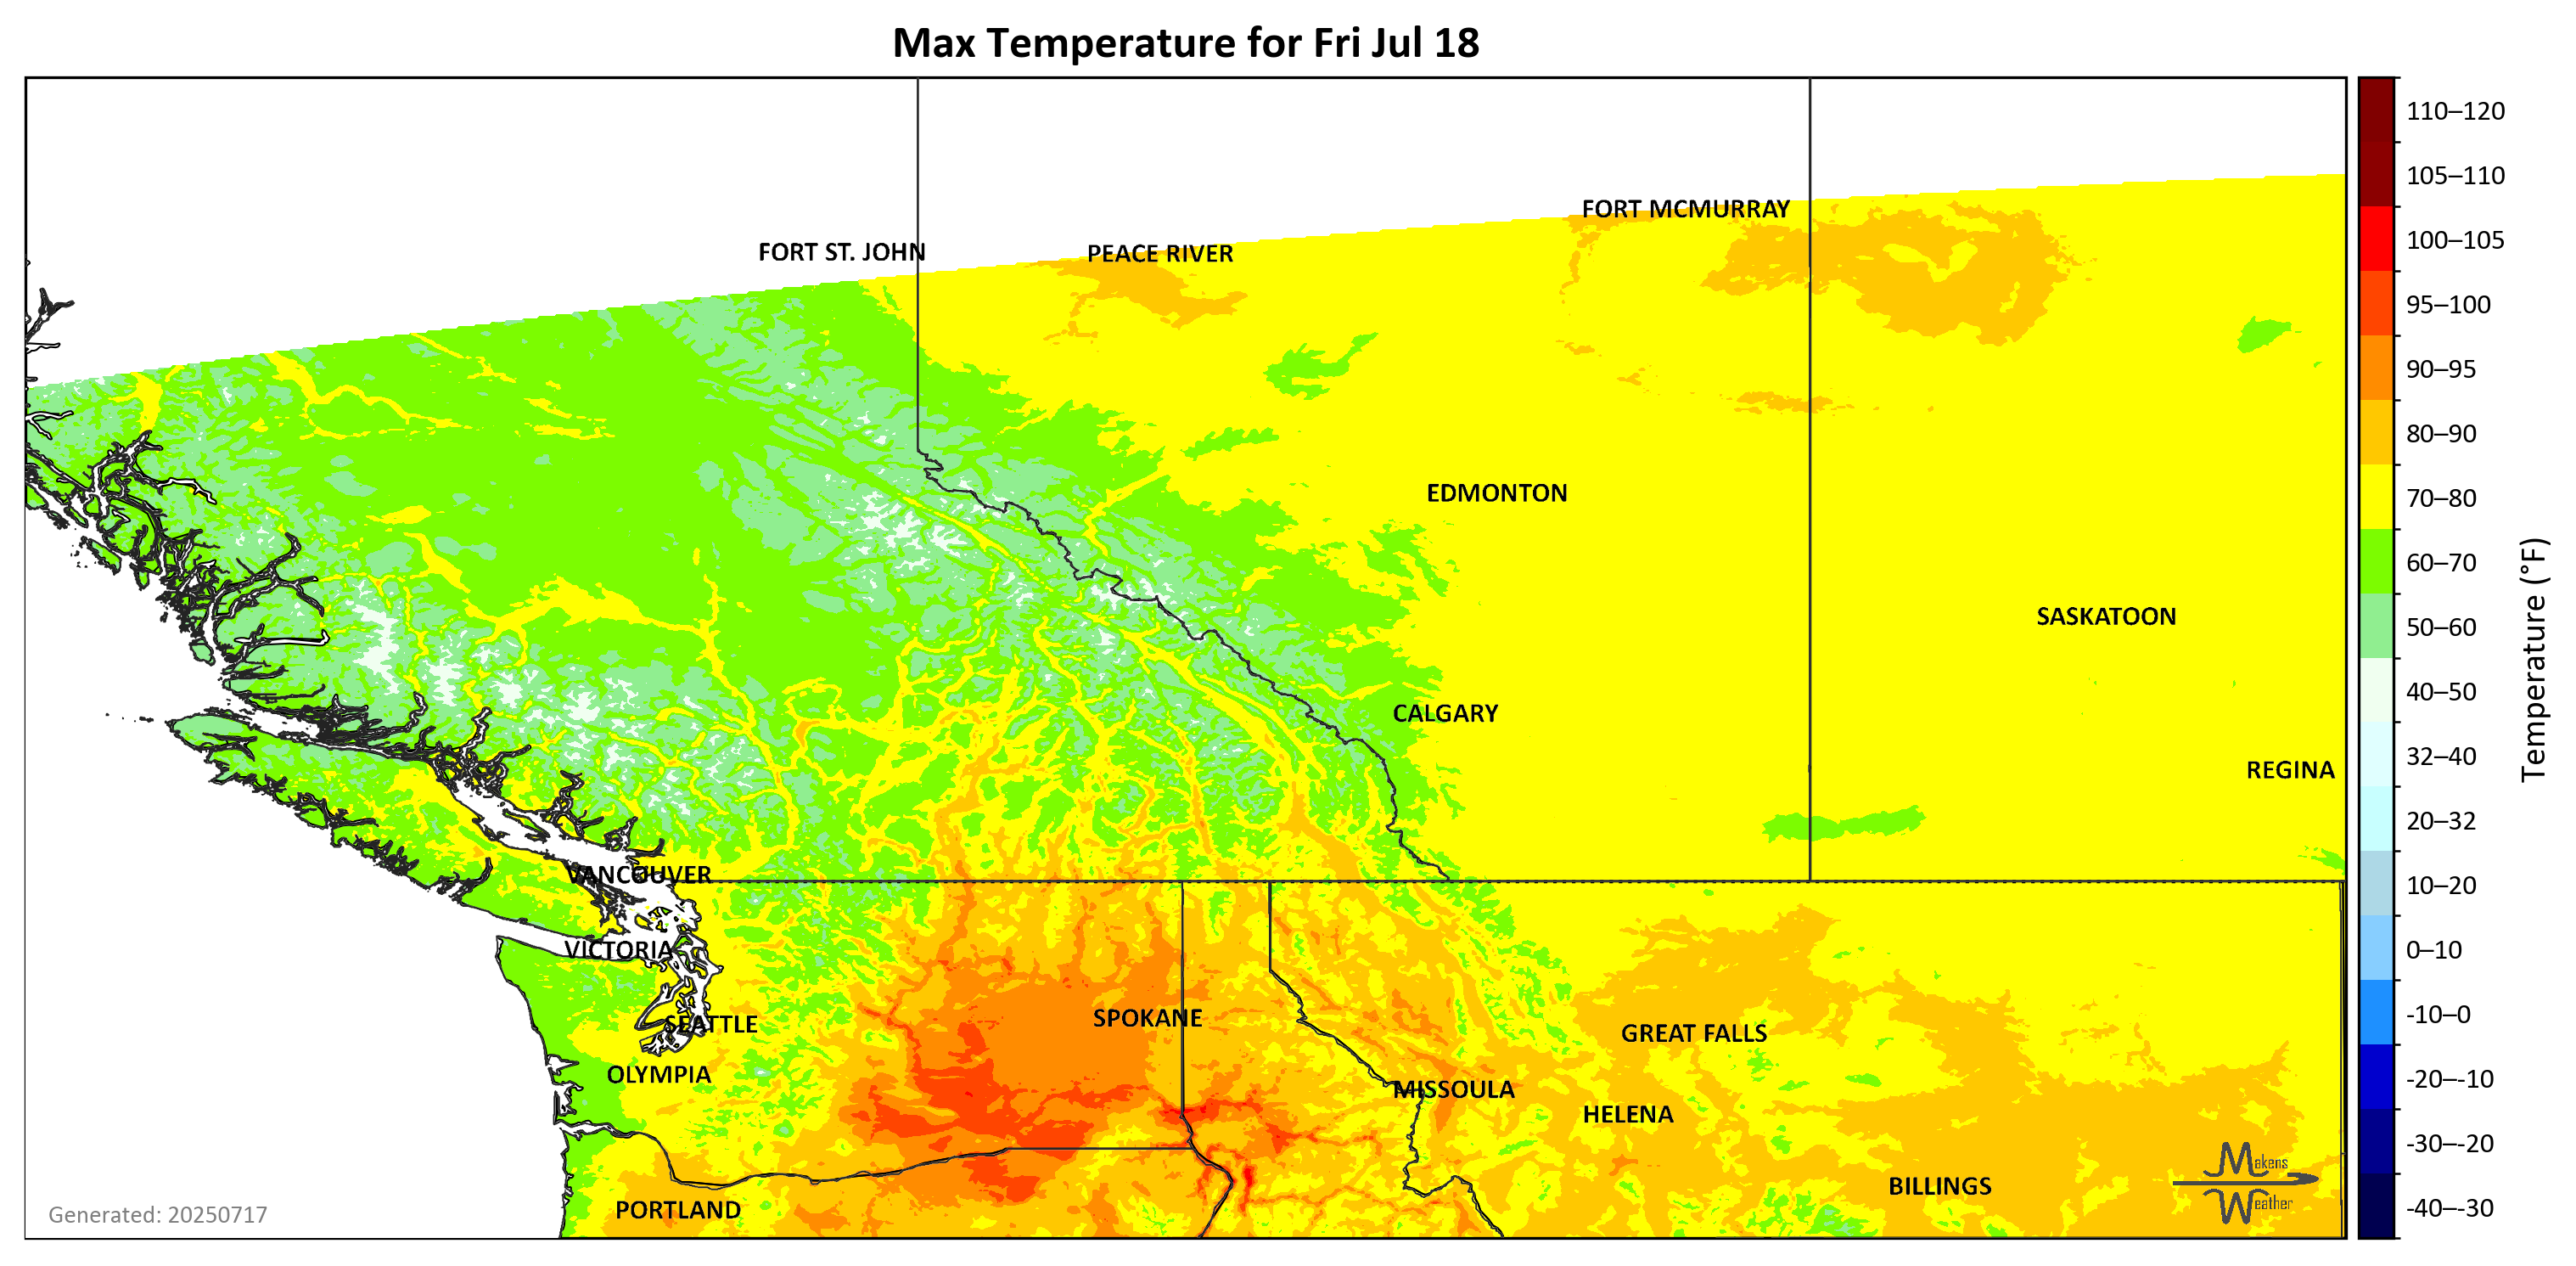 Max Temperature for Fri Jul 18
FORT MCMURRAY
FORT ST. JOHN
PEACE RIVER
EDMONTON
SASKATOON
CALGARY
REGINA
VANCOUVER
VICTORIA
SPOKANE
SEATTLE
GREAT FALLS
OLYMPIA
MISSOULA
HELENA
BILLINGS
PORTLAND
Makens
Weather
Generated: 20250717
110–120
105–110
100–105
95–100
90–95
80–90
70–80
60–70
50–60
40–50
32–40
20–32
10–20
0–10
-10–0
-20–-10
-30–-20
-40–-30
Temperature (°F)